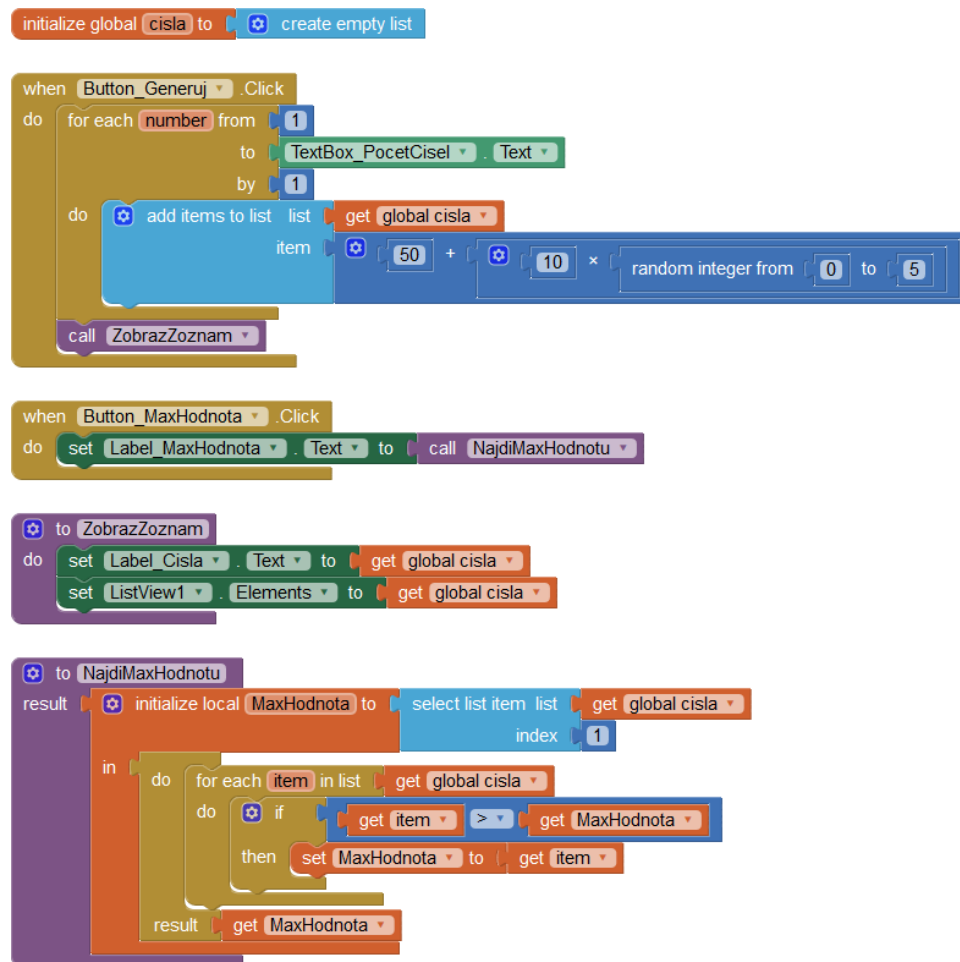 initialize global cisla to create empty list
when Button_Generuj .Click
do for each number from 1
to TextBox_PocetCisel . Text
by 1
do add items to list list get global cisla
item 50 + 10 × random integer from 0 to 5
call ZobrazZoznam
when Button_MaxHodnota .Click
do set Label_MaxHodnota . Text to call NajdiMaxHodnotu
to ZobrazZoznam
do set Label_Cisla . Text to get global cisla
set ListView1 . Elements to get global cisla
to NajdiMaxHodnotu
result initialize local MaxHodnota to select list item list get global cisla
index 1
in do for each item in list get global cisla
do if get item > get MaxHodnota
then set MaxHodnota to get item
result get MaxHodnota